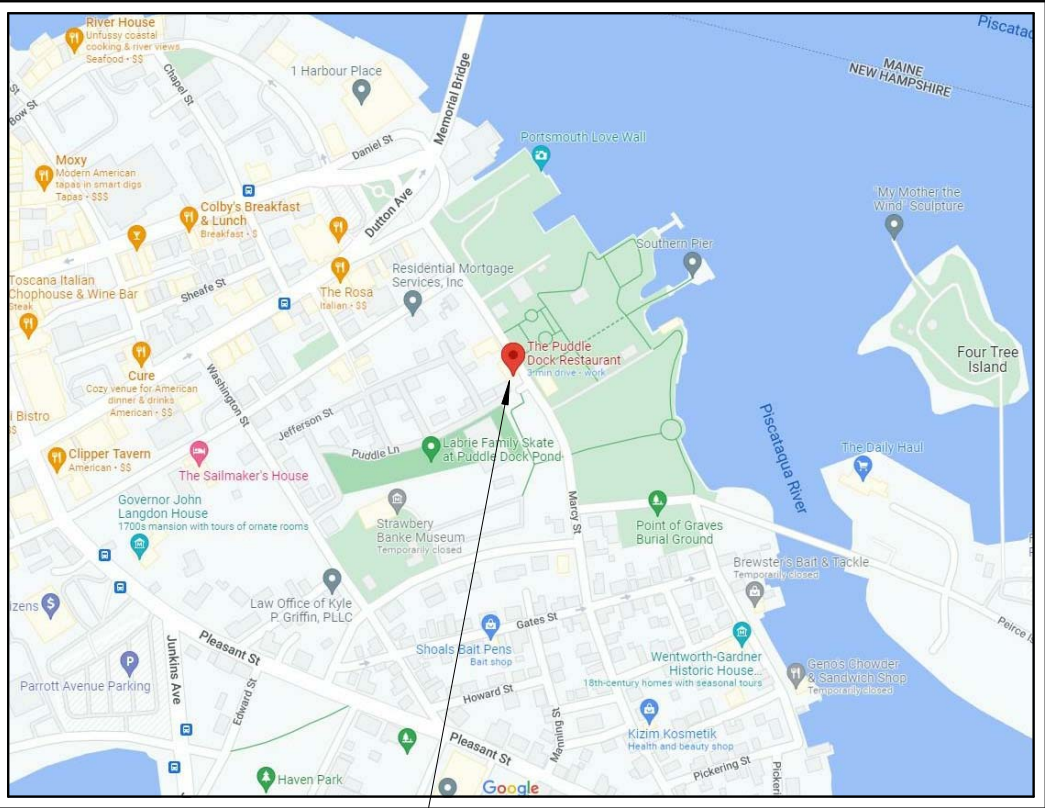 River House
Unfussy coastal
cooking & river views
Seafood • $$
Piscataq
MAINE
NEW HAMPSHIRE
1 Harbour Place
Chapel St
Bow St
St
Memorial Bridge
Daniel St
Portsmouth Love Wall
Moxy
Modern American
tapas in smart digs
Tapas • $$$
"My Mother the
Wind" Sculpture
Colby's Breakfast
& Lunch
Breakfast • $
Dutton Ave
Southern Pier
Toscana Italian
Chophouse & Wine Bar
Steak
Sheafe St
Residential Mortgage
Services, Inc
The Rosa
Italian • $$
The Puddle
Dock Restaurant
3 min drive - work
Four Tree
Island
Cure
Cozy venue for American
dinner & drinks
American • $$
Washington St
i Bistro
$$
Jefferson St
Puddle Ln
Labrie Family Skate
at Puddle Dock Pond
Piscataqua River
The Daily Haul
Clipper Tavern
American • $$
The Sailmaker's House
Governor John
Langdon House
1700s mansion with tours of ornate rooms
Strawbery
Banke Museum
Temporarily closed
Marcy St
Point of Graves
Burial Ground
Brewster's Bait & Tackle
Temporarily closed
izens
Law Office of Kyle
P. Griffin, PLLC
Peirce Is
Pleasant St
Gates St
Shoals Bait Pens
Bait shop
Wentworth-Gardner
Historic House...
18th-century homes with seasonal tours
Geno's Chowder
& Sandwich Shop
Temporarily closed
Junkins Ave
Parrott Avenue Parking
Edward St
Howard St
Manning St
Kizim Kosmetik
Health and beauty shop
Pleasant St
Pickering St
Pickeri
Haven Park
Google